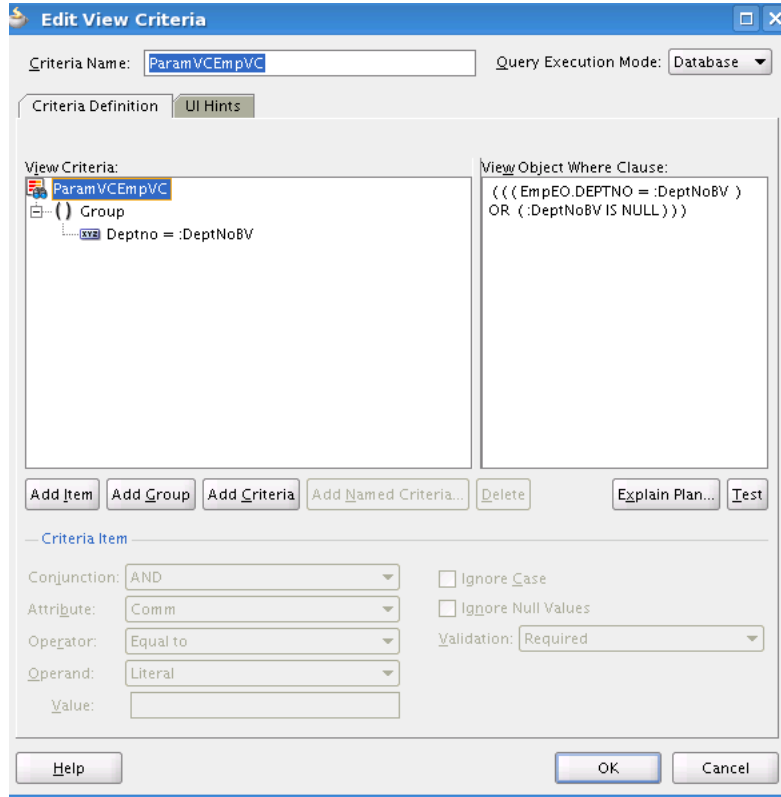 Edit View Criteria
Criteria Name: ParamVCEmpVC
Query Execution Mode: Database
Criteria Definition
UI Hints
View Criteria:
ParamVCEmpVC
() Group
XYZ Deptno = :DeptNoBV
View Object Where Clause:
( ( ( EmpEO.DEPTNO = :DeptNoBV )
OR ( :DeptNoBV IS NULL ) ) )
Add Item
Add Group
Add Criteria
Add Named Criteria...
Delete
Explain Plan...
Test
Criteria Item
Conjunction: AND
Attribute: Comm
Operator: Equal to
Operand: Literal
Value:
Ignore Case
Ignore Null Values
Validation: Required
Help
OK
Cancel